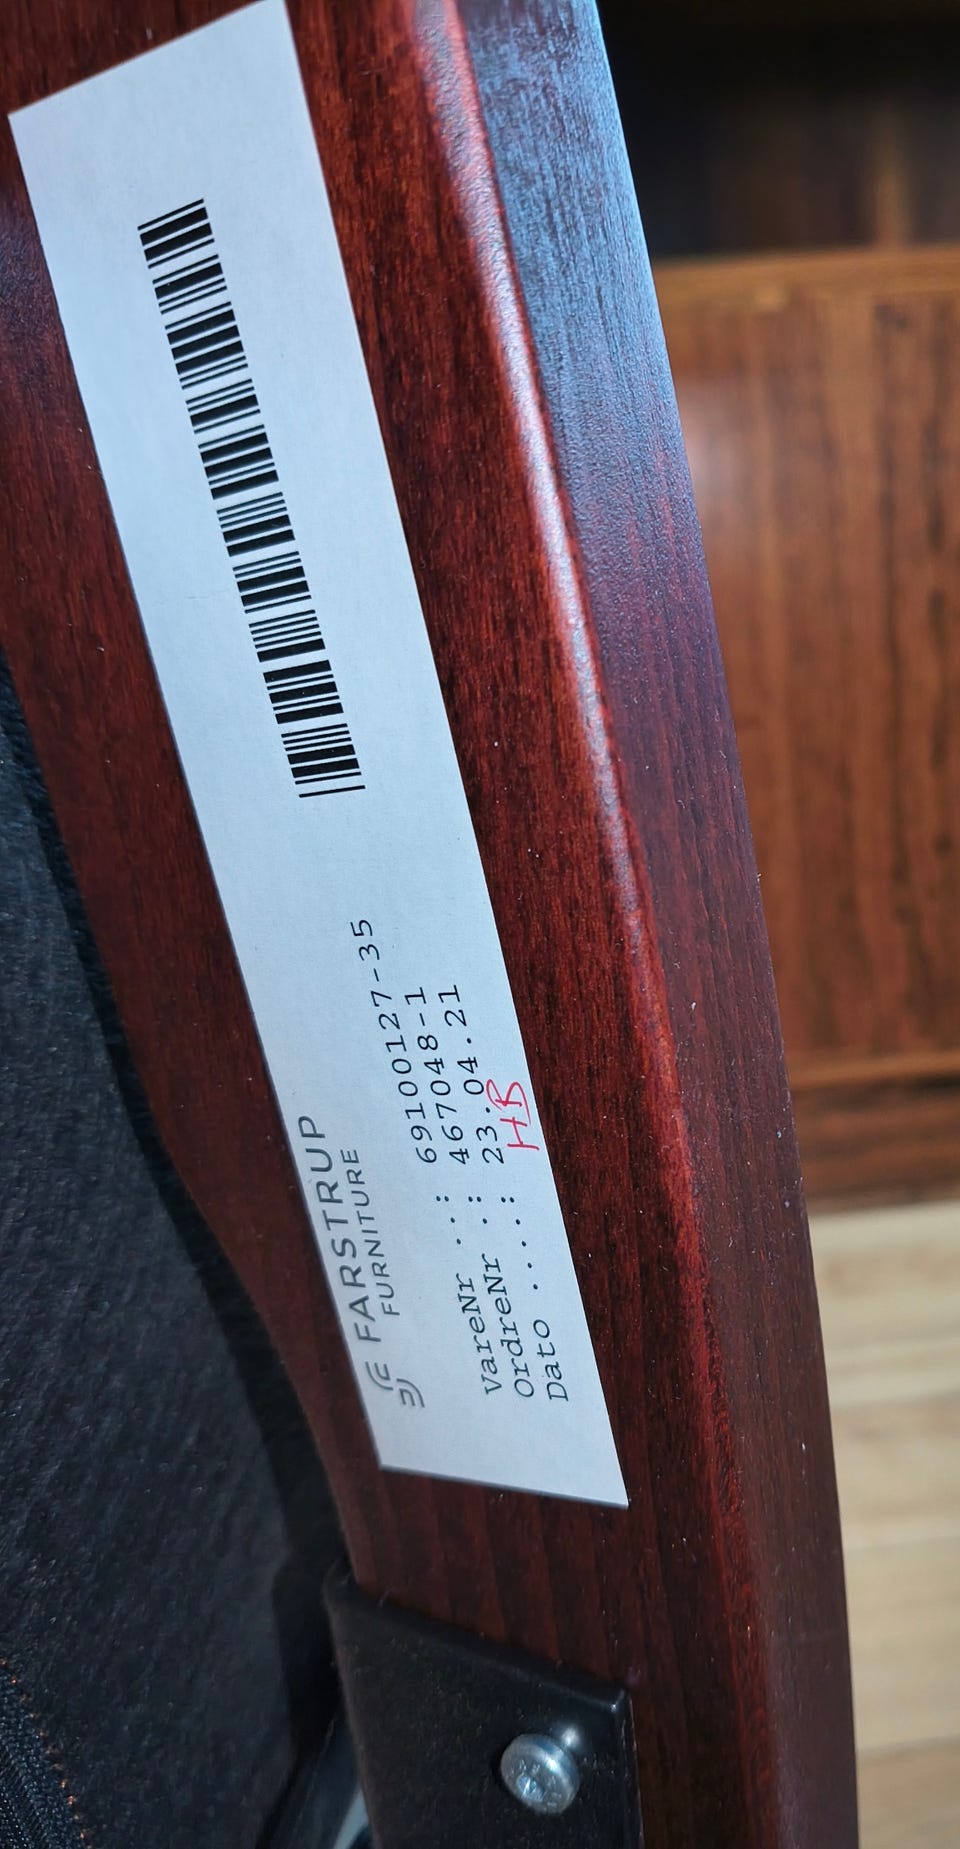 FARSTRUP
FURNITURE
VareNr ..: 69100127-35
OrdreNr .: 467048-1
Dato ....: 23.04.21
HB